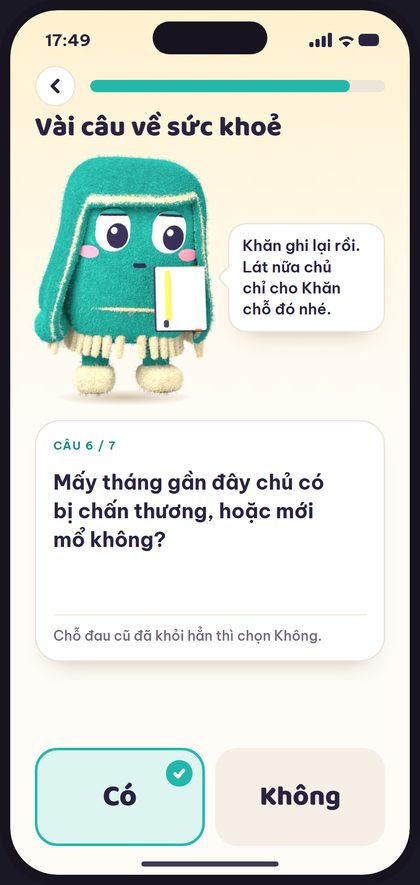 17:49
Vài câu về sức khoẻ
Khăn ghi lại rồi.
Lát nữa chủ
chỉ cho Khăn
chỗ đó nhé.
CÂU 6 / 7
Mấy tháng gần đây chủ có
bị chấn thương, hoặc mới
mổ không?
Chỗ đau cũ đã khỏi hẳn thì chọn Không.
Có
Không